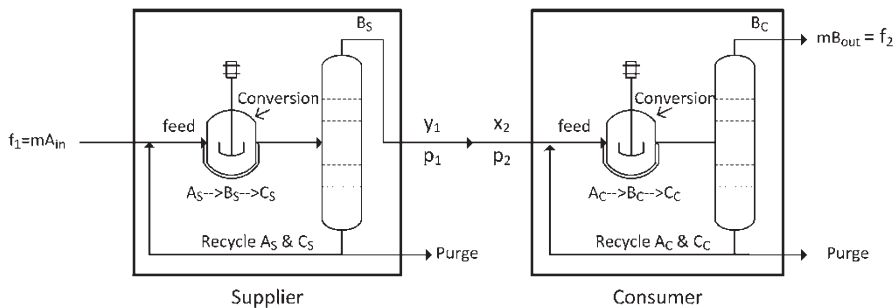 B_S
B_C
mB_out = f_2
Conversion
Conversion
f_1=mA_in
feed
y_1
x_2
feed
p_1
p_2
A_S-->B_S-->C_S
A_C-->B_C-->C_C
Recycle A_S & C_S
Purge
Recycle A_C & C_C
Purge
Supplier
Consumer